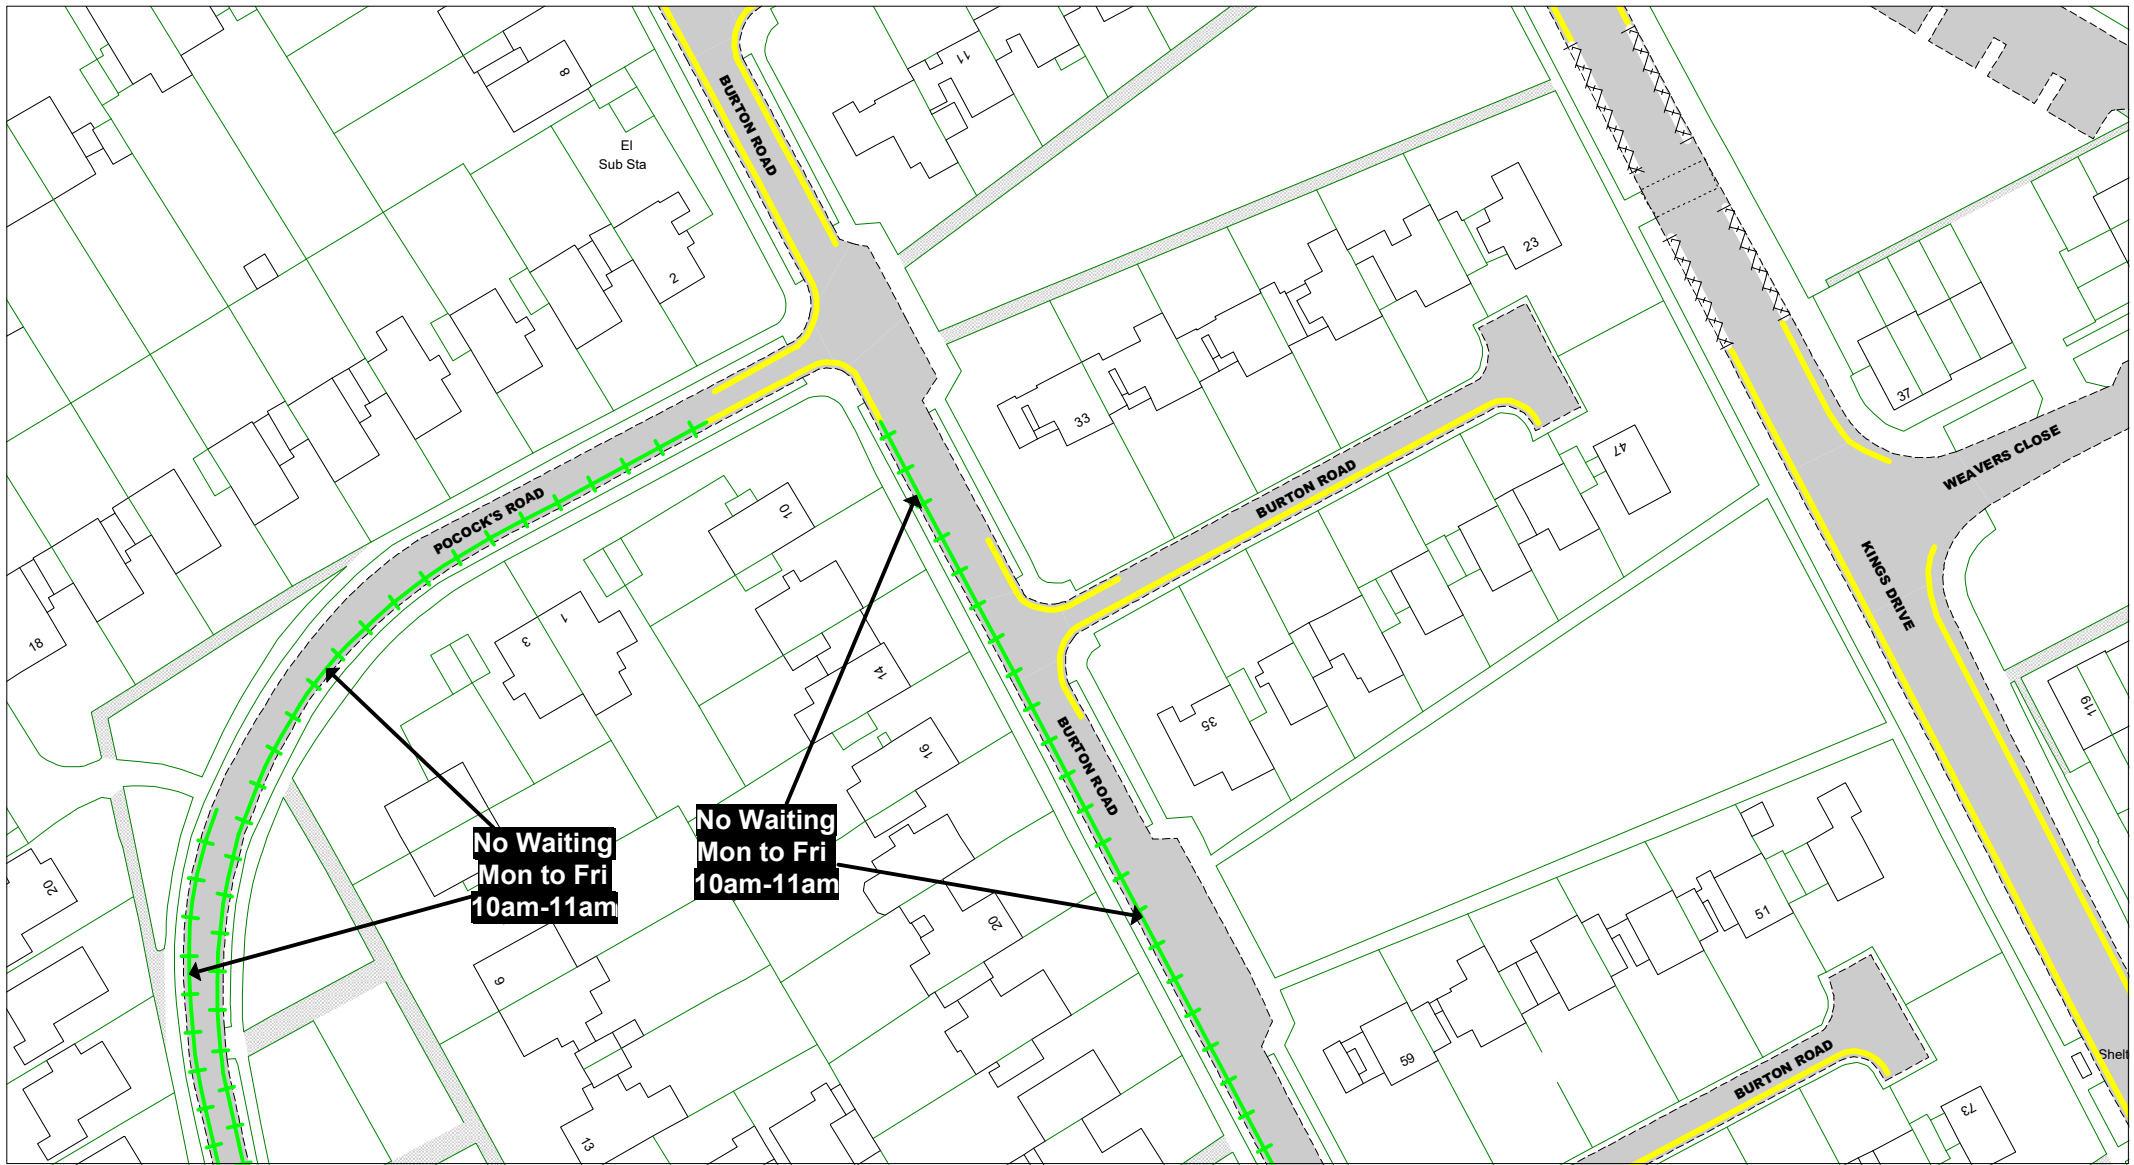 8
11
BURTON ROAD
El
Sub Sta
2
23
33
37
47
WEAVERS CLOSE
BURTON ROAD
POCOCK'S ROAD
10
KINGS DRIVE
1
3
18
14
35
119
16
BURTON ROAD
No Waiting
Mon to Fri
10am-11am
No Waiting
Mon to Fri
10am-11am
20
20
51
9
59
BURTON ROAD
Shelt
73
13